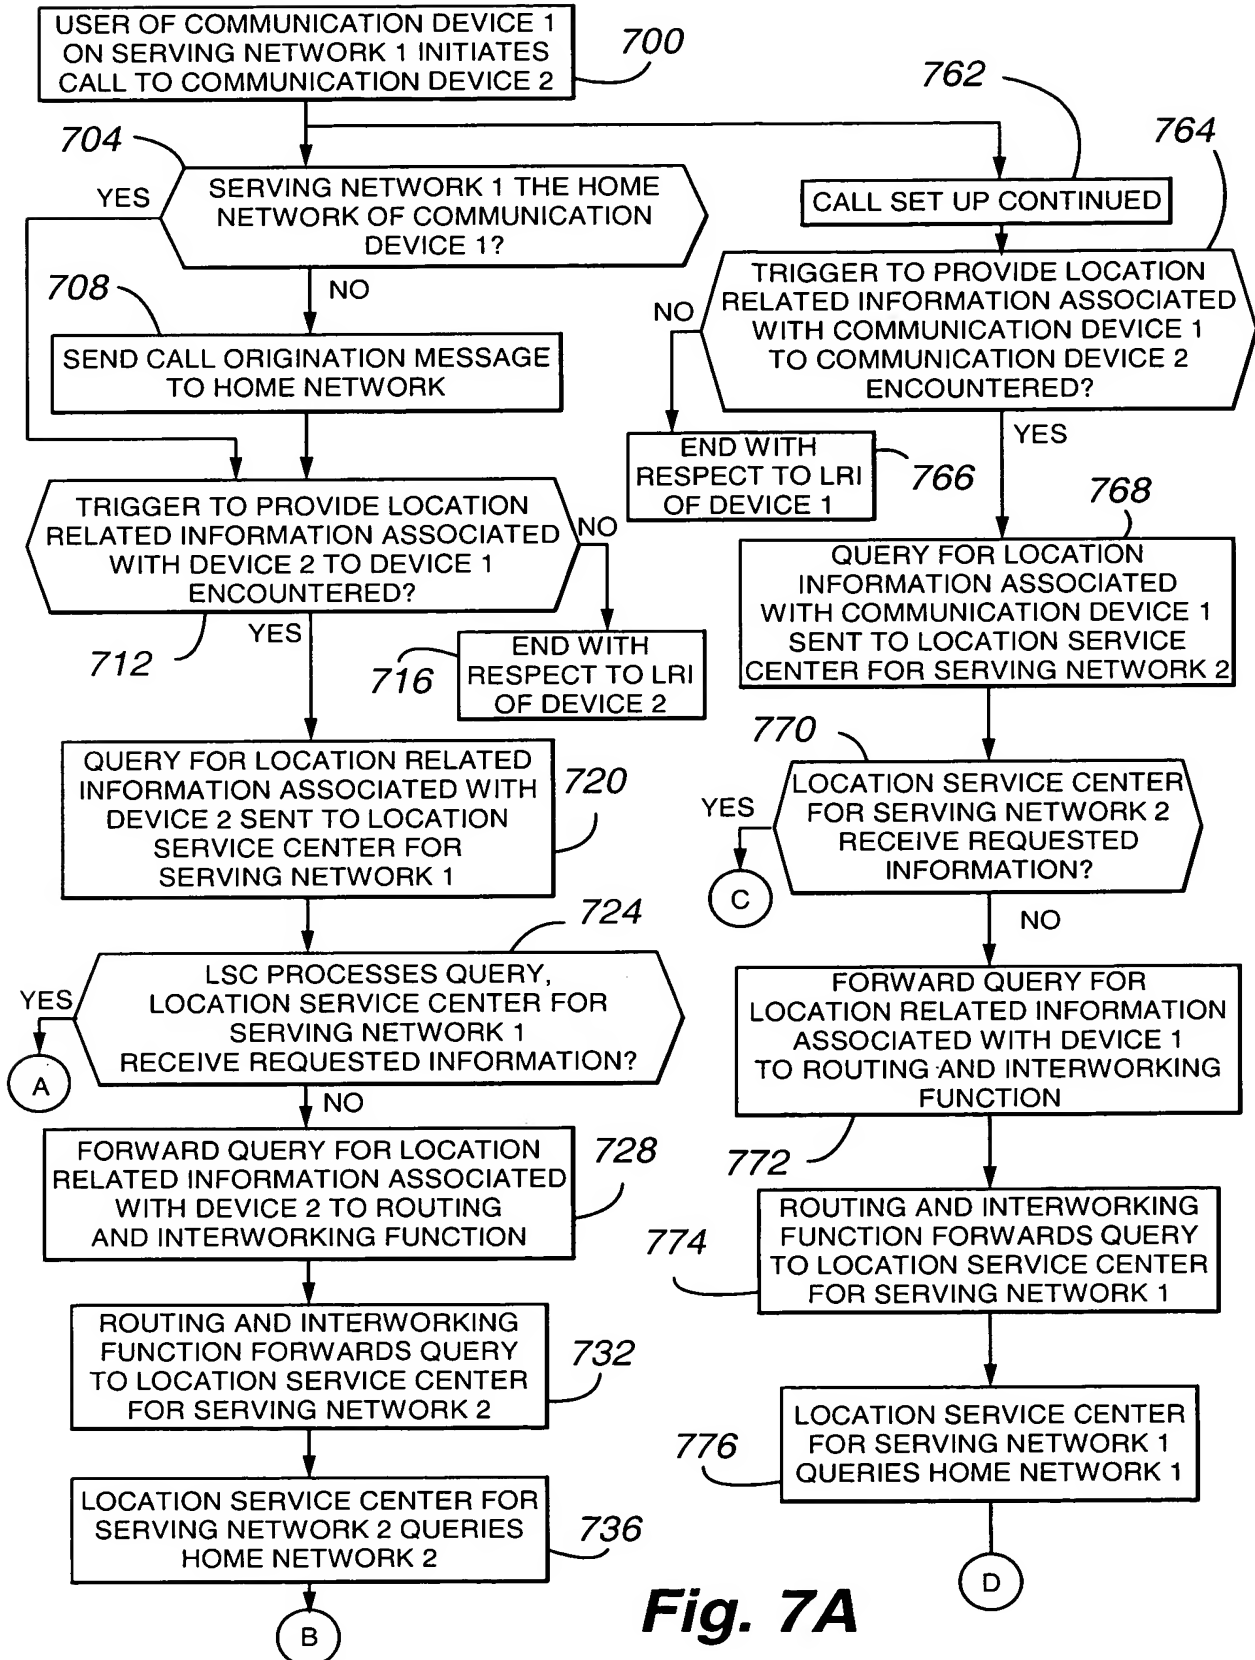 USER OF COMMUNICATION DEVICE 1
ON SERVING NETWORK 1 INITIATES
CALL TO COMMUNICATION DEVICE 2
700
704
YES
SERVING NETWORK 1 THE HOME
NETWORK OF COMMUNICATION
DEVICE 1?
NO
708
SEND CALL ORIGINATION MESSAGE
TO HOME NETWORK
TRIGGER TO PROVIDE LOCATION
RELATED INFORMATION ASSOCIATED
WITH DEVICE 2 TO DEVICE 1
ENCOUNTERED?
NO
712
YES
716
END WITH
RESPECT TO LRI
OF DEVICE 2
QUERY FOR LOCATION RELATED
INFORMATION ASSOCIATED WITH
DEVICE 2 SENT TO LOCATION
SERVICE CENTER FOR
SERVING NETWORK 1
720
724
YES
LSC PROCESSES QUERY,
LOCATION SERVICE CENTER FOR
SERVING NETWORK 1
RECEIVE REQUESTED INFORMATION?
A
NO
FORWARD QUERY FOR LOCATION
RELATED INFORMATION ASSOCIATED
WITH DEVICE 2 TO ROUTING
AND INTERWORKING FUNCTION
728
ROUTING AND INTERWORKING
FUNCTION FORWARDS QUERY
TO LOCATION SERVICE CENTER
FOR SERVING NETWORK 2
732
LOCATION SERVICE CENTER FOR
SERVING NETWORK 2 QUERIES
HOME NETWORK 2
736
B
762
CALL SET UP CONTINUED
764
TRIGGER TO PROVIDE LOCATION
RELATED INFORMATION ASSOCIATED
WITH COMMUNICATION DEVICE 1
TO COMMUNICATION DEVICE 2
ENCOUNTERED?
NO
YES
END WITH
RESPECT TO LRI
OF DEVICE 1
766
768
QUERY FOR LOCATION
INFORMATION ASSOCIATED
WITH COMMUNICATION DEVICE 1
SENT TO LOCATION SERVICE
CENTER FOR SERVING NETWORK 2
770
YES
LOCATION SERVICE CENTER
FOR SERVING NETWORK 2
RECEIVE REQUESTED
INFORMATION?
C
NO
FORWARD QUERY FOR
LOCATION RELATED INFORMATION
ASSOCIATED WITH DEVICE 1
TO ROUTING AND INTERWORKING
FUNCTION
772
ROUTING AND INTERWORKING
FUNCTION FORWARDS QUERY
TO LOCATION SERVICE CENTER
FOR SERVING NETWORK 1
774
LOCATION SERVICE CENTER
FOR SERVING NETWORK 1
QUERIES HOME NETWORK 1
776
D
Fig. 7A